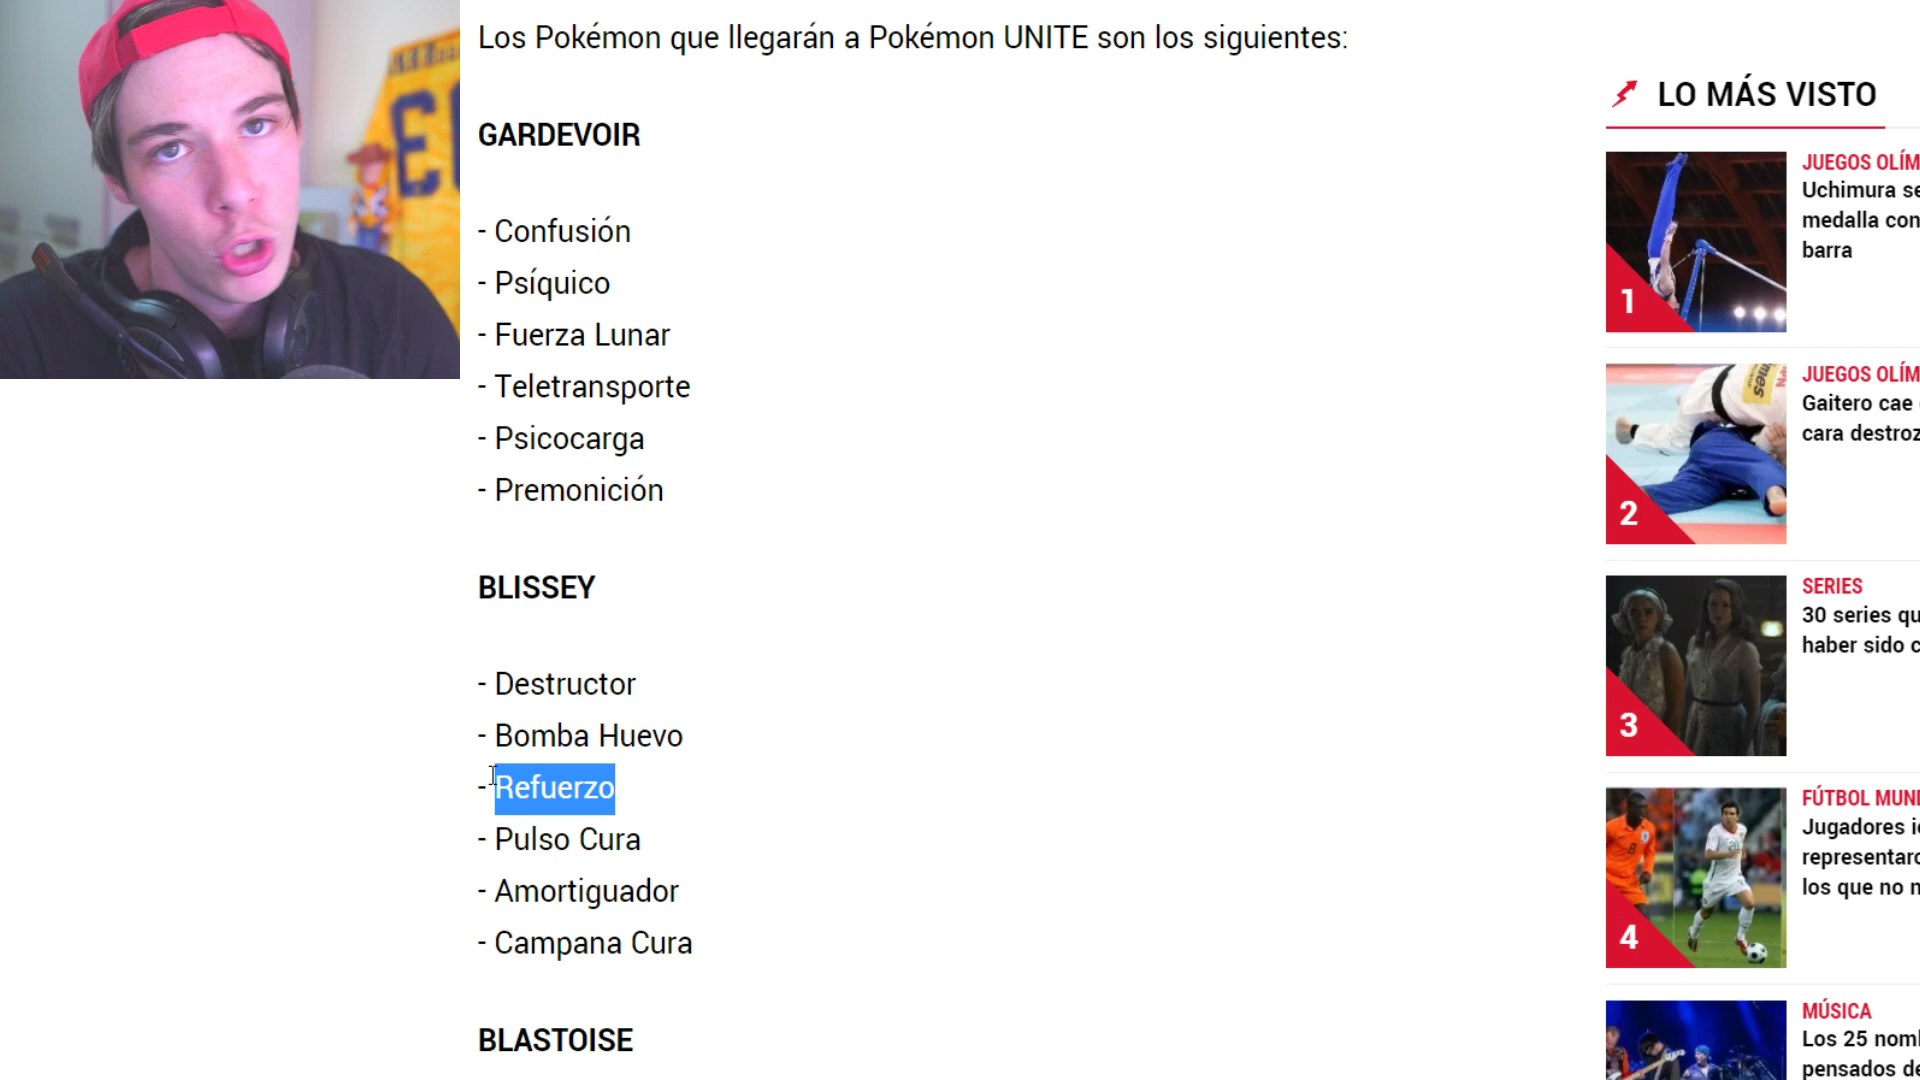 Los Pokémon que llegarán a Pokémon UNITE son los siguientes:
GARDEVOIR
- Confusión
- Psíquico
- Fuerza Lunar
- Teletransporte
- Psicocarga
- Premonición
BLISSEY
- Destructor
- Bomba Huevo
- Refuerzo
- Pulso Cura
- Amortiguador
- Campana Cura
BLASTOISE
LO MÁS VISTO
1
JUEGOS OLÍM
Uchimura se
medalla con
barra
2
JUEGOS OLÍM
Gaitero cae
cara destroz
3
SERIES
30 series qu
haber sido c
4
FÚTBOL MUN
Jugadores i
representar
los que no
MÚSICA
Los 25 nom
pensados de